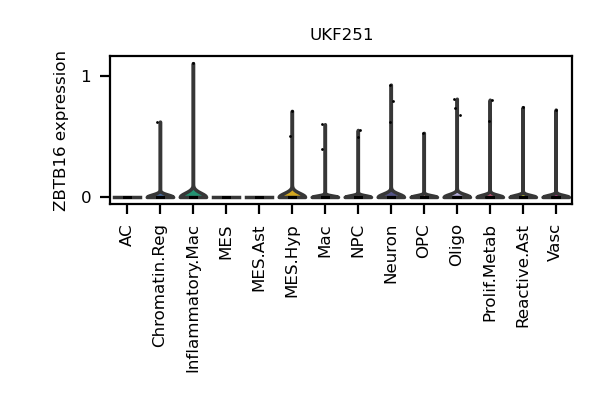 UKF251
ZBTB16 expression
1
0
AC
Chromatin.Reg
Inflammatory.Mac
MES
MES.Ast
MES.Hyp
Mac
NPC
Neuron
OPC
Oligo
Prolif.Metab
Reactive.Ast
Vasc